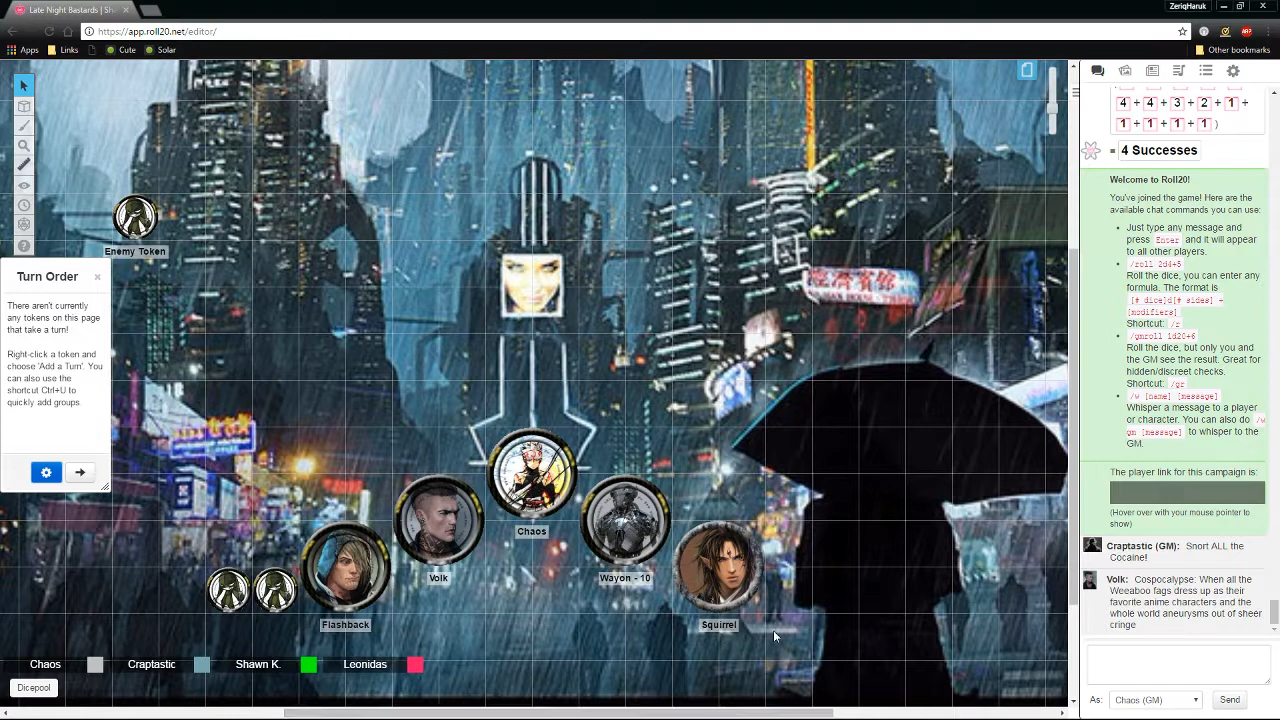 Late Night Bastards | Sh
ZeriqHaruk
https://app.roll20.net/editor/
Apps
Links
Cute
Solar
Other bookmarks
4 + 4 + 3 + 2 + 1 +
1 + 1 + 1 + 1 )
= 4 Successes
Welcome to Roll20!
You've joined the game! Here are the
available chat commands you can use:
Just type any message and
press Enter and it will appear
to all other players.
/roll 2d4+5
Roll the dice, you can enter any
formula. The format is
[dice]d[# sides] +
[modifiers]
Shortcut: /r
/gmroll 1d20+6
Roll the dice, but only you and
the GM see the result. Great for
hidden/discreet checks.
Shortcut: /gr
/w [name] [message]
Whisper a message to a player
or character. You can also do /w
gm [message] to whisper to the
GM.
The player link for this campaign is:
(Hover over with your mouse pointer to
show)
Craptastic (GM): Snort ALL the
Cocaine!
Volk: Cosposcalypse: When all the
Weeaboo fags dress up as their
favorite anime characters and the
whole world aneurysms out of sheer
cringe
As:
Chaos (GM)
Send
Enemy Token
Turn Order
There aren't currently
any tokens on this page
that take a turn!
Right-click a token and
choose 'Add a Turn'. You
can also use the
shortcut Ctrl+U to
quickly add groups.
Chaos
Volk
Wayon - 10
Flashback
Squirrel
Chaos
Craptastic
Shawn K.
Leonidas
Dicepool